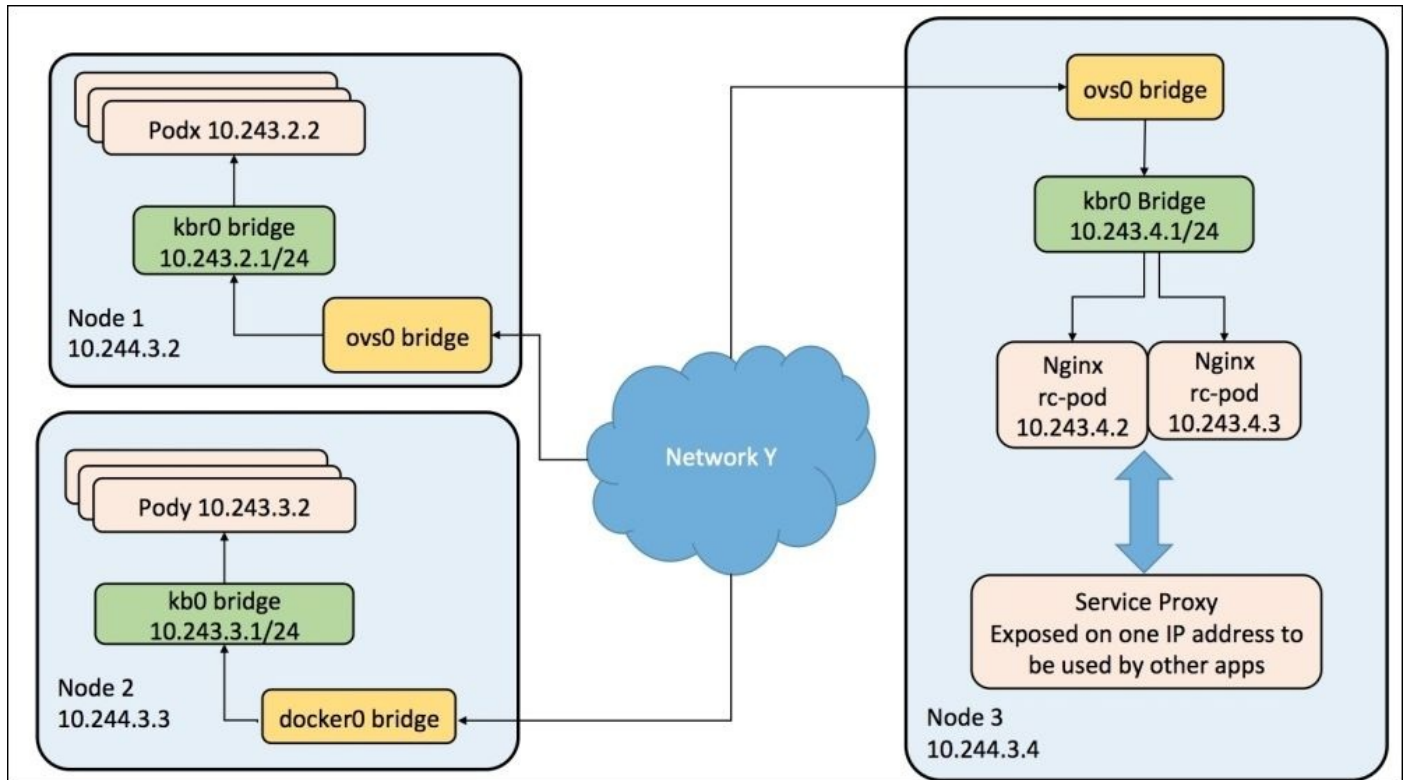 Podx 10.243.2.2
kbr0 bridge
10.243.2.1/24
Node 1
10.244.3.2
ovs0 bridge
Pody 10.243.3.2
kb0 bridge
10.243.3.1/24
Node 2
10.244.3.3
docker0 bridge
Network Y
ovs0 bridge
kbr0 Bridge
10.243.4.1/24
Nginx
rc-pod
10.243.4.2
Nginx
rc-pod
10.243.4.3
Service Proxy
Exposed on one IP address to
be used by other apps
Node 3
10.244.3.4